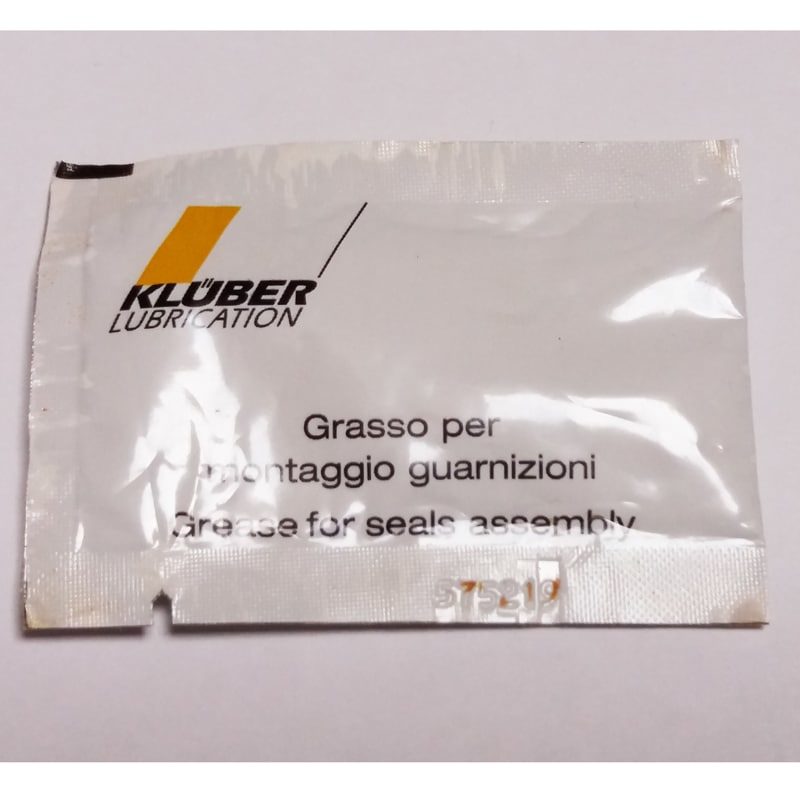 KLÜBER
LUBRICATION
Grasso per
montaggio guarnizioni
Grease for seals assembly
S75219